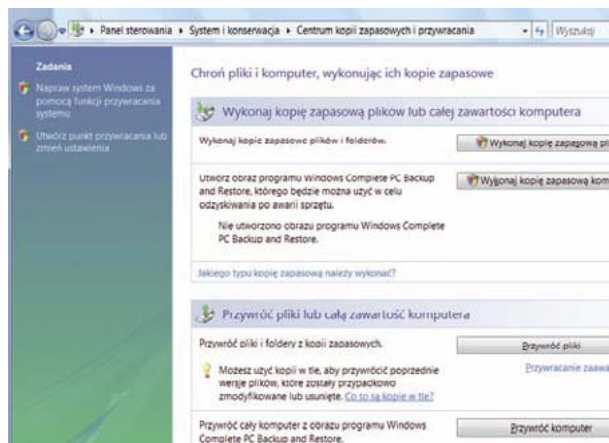 Panel sterowania ▸ System i konserwacja ▸ Centrum kopii zapasowych i przywracania
Wyszukaj
Zadania
Napraw system Windows za
pomocą funkcji przywracania
systemu
Utwórz punkt przywracania lub
zmień ustawienia
Chroń pliki i komputer, wykonując ich kopie zapasowe
Wykonaj kopię zapasową plików lub całej zawartości komputera
Wykonaj kopie zapasowe plików i folderów.
Wykonaj kopię zapasową pl
Utwórz obraz programu Windows Complete PC Backup
and Restore, którego będzie można użyć w celu
odzyskiwania po awarii sprzętu.
Wykonaj kopię zapasową kom
Nie utworzono obrazu programu Windows Complete
PC Backup and Restore.
Jakiego typu kopię zapasową należy wykonać?
Przywróć pliki lub całą zawartość komputera
Przywróć pliki i foldery z kopii zapasowych.
Przywróć pliki
Możesz użyć kopii w tle, aby przywrócić poprzednie
wersje plików, które zostały przypadkowo
zmodyfikowane lub usunięte. Co to są kopie w tle?
Przywracanie zaawa
Przywróć cały komputer z obrazu programu Windows
Complete PC Backup and Restore.
Przywróć komputer